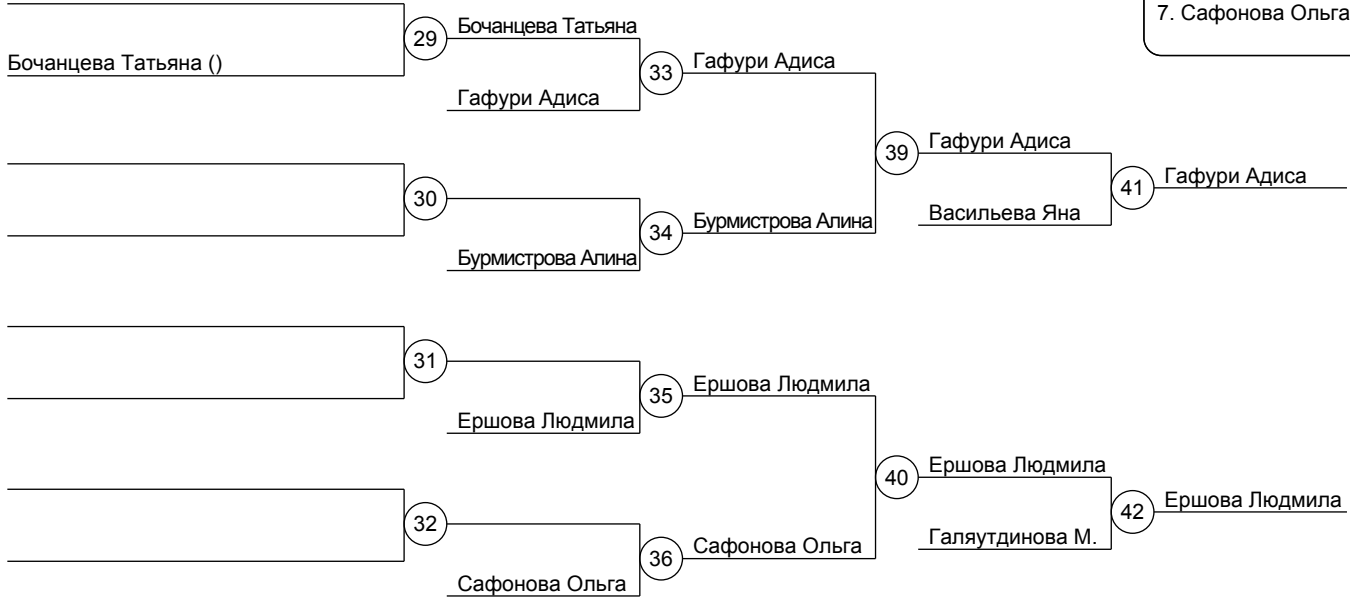 7. Сафонова Ольга
Бочанцева Татьяна
29
Бочанцева Татьяна ()
Гафури Адиса
33
Гафури Адиса
Гафури Адиса
39
Гафури Адиса
41
30
Васильева Яна
Бурмистрова Алина
34
Бурмистрова Алина
31
Ершова Людмила
35
Ершова Людмила
Ершова Людмила
40
Ершова Людмила
42
32
Галяутдинова М.
Сафонова Ольга
36
Сафонова Ольга